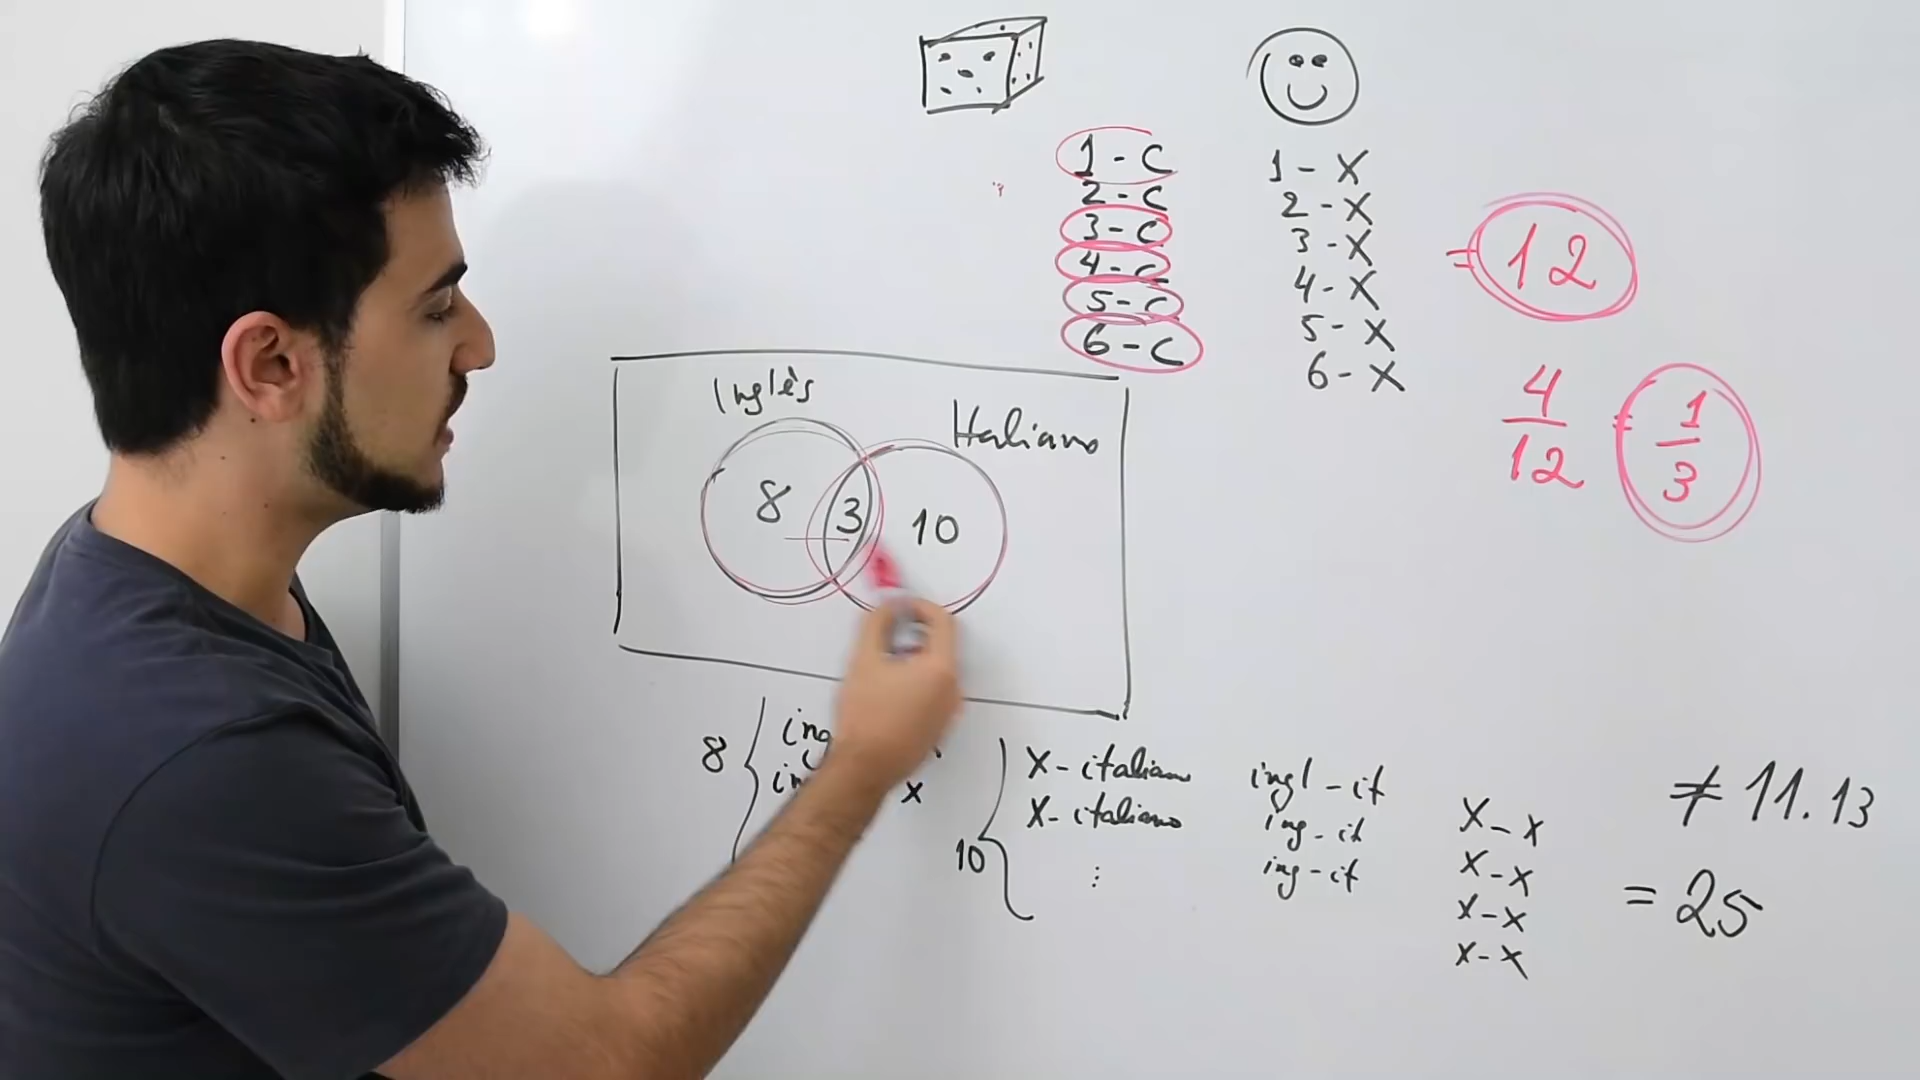 1 - C
2 - C
3 - C
4 - C
5 - C
6 - C
1 - X
2 - X
3 - X
4 - X
5 - X
6 - X
= 12
4/12 = 1/3
Inglés
Italiano
8 3 10
8
x
10
X - italiano
X - italiano
⋮
ingl - it
ing - it
ing - it
X - X
X - X
X - X
X - X
≠ 11.13
= 25